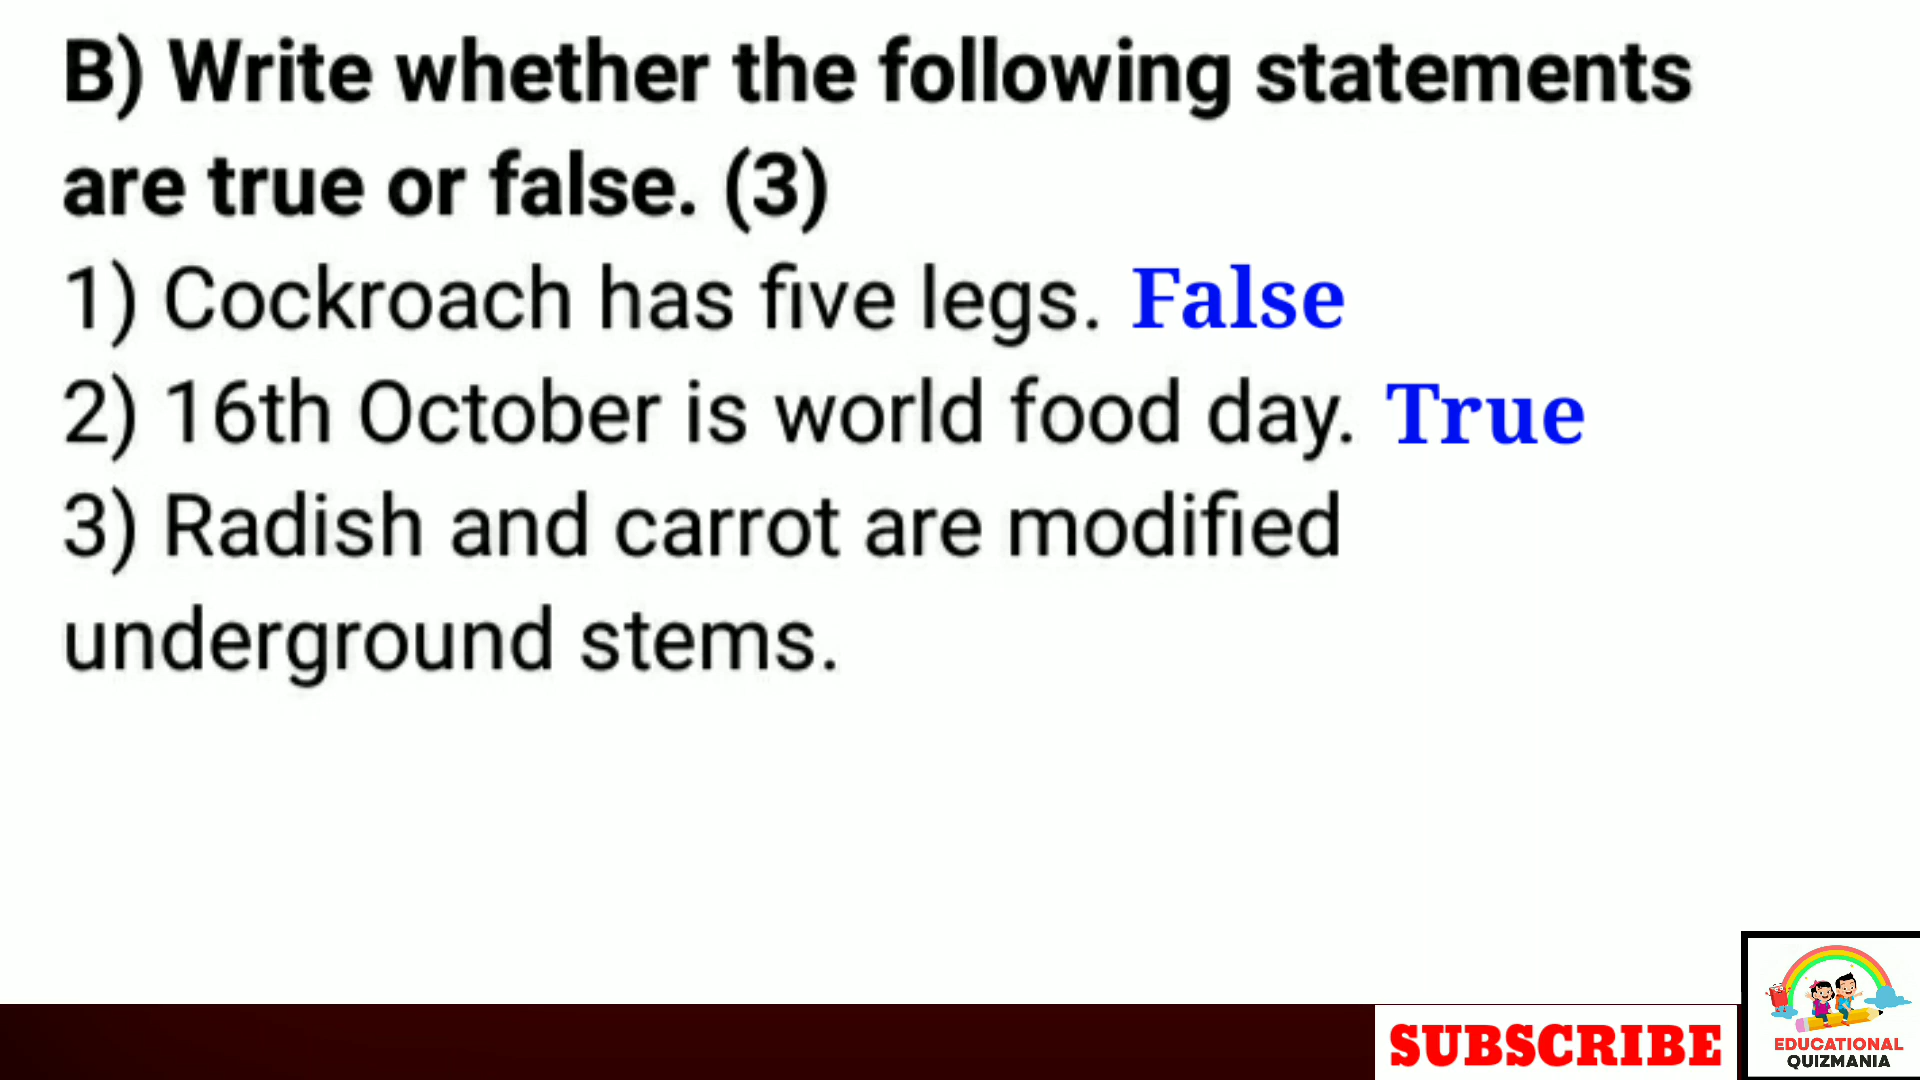 B) Write whether the following statements
are true or false. (3)
1) Cockroach has five legs. False
2) 16th October is world food day. True
3) Radish and carrot are modified
underground stems.
SUBSCRIBE
EDUCATIONAL
QUIZMANIA